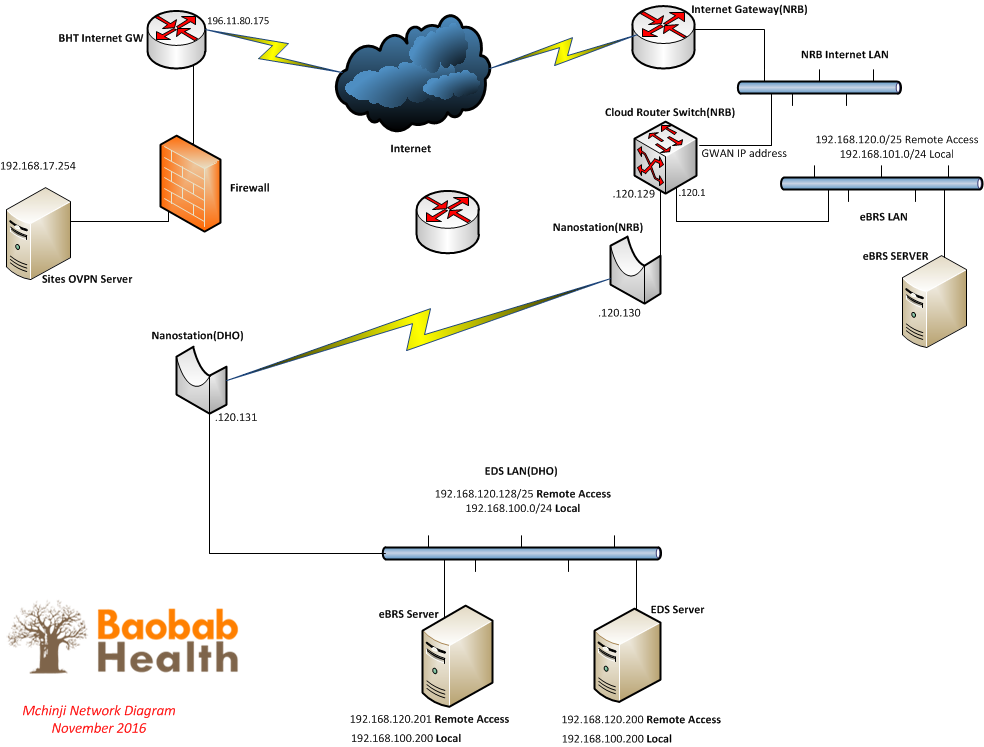 Internet Gateway(NRB)
196.11.80.175
BHT Internet GW
NRB Internet LAN
Cloud Router Switch(NRB)
Internet
GWAN IP address
192.168.120.0/25 Remote Access
192.168.101.0/24 Local
192.168.17.254
Firewall
.120.129
.120.1
eBRS LAN
Nanostation(NRB)
eBRS SERVER
Sites OVPN Server
.120.130
Nanostation(DHO)
.120.131
EDS LAN(DHO)
192.168.120.128/25 Remote Access
192.168.100.0/24 Local
eBRS Server
EDS Server
Baobab
Health
Mchinji Network Diagram
November 2016
192.168.120.201 Remote Access
192.168.100.200 Local
192.168.120.200 Remote Access
192.168.100.200 Local